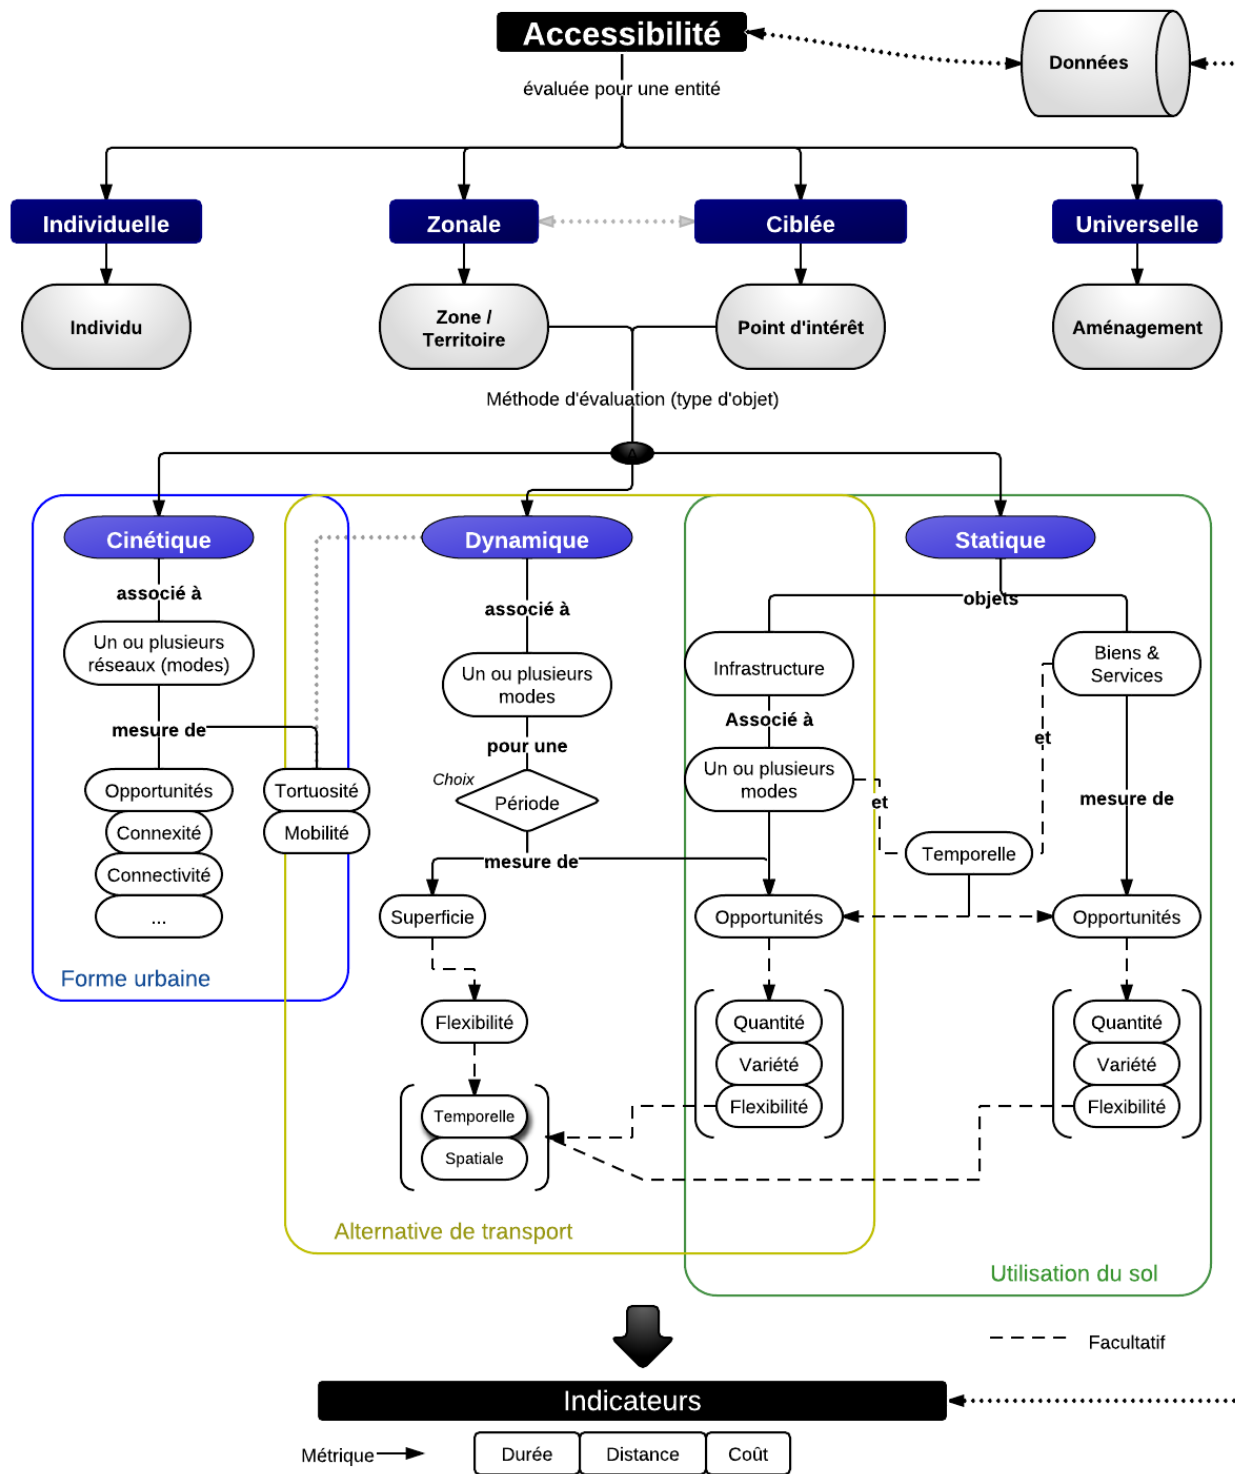 Accessibilité
Données
évaluée pour une entité
Individuelle
Zonale
Ciblée
Universelle
Individu
Zone /
Territoire
Point d'intérêt
Aménagement
Méthode d'évaluation (type d'objet)
Cinétique
Dynamique
Statique
associé à
associé à
objets
Un ou plusieurs
réseaux (modes)
Un ou plusieurs
modes
Infrastructure
Biens &
Services
mesure de
pour une
Associé à
et
Opportunités
Connexité
Connectivité
...
Tortuosité
Mobilité
Choix
Période
Un ou plusieurs
modes
et
mesure de
Temporelle
mesure de
Superficie
Opportunités
Opportunités
Forme urbaine
Flexibilité
Quantité
Variété
Flexibilité
Quantité
Variété
Flexibilité
Temporelle
Spatiale
Alternative de transport
Utilisation du sol
Facultatif
Indicateurs
Métrique
Durée
Distance
Coût